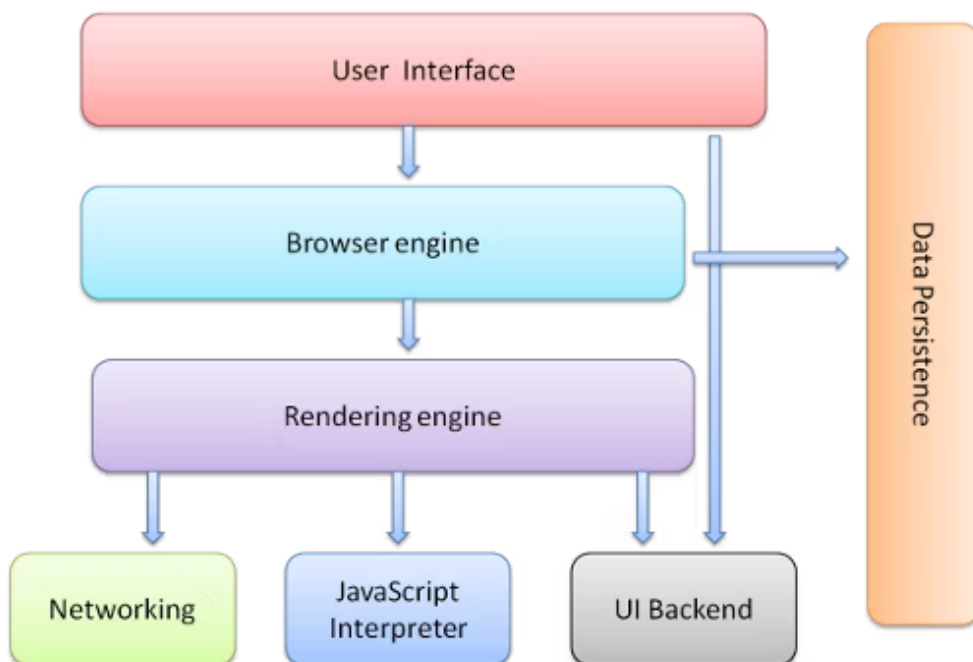 User Interface
Browser engine
Rendering engine
Networking
JavaScript
Interpreter
UI Backend
Data Persistence